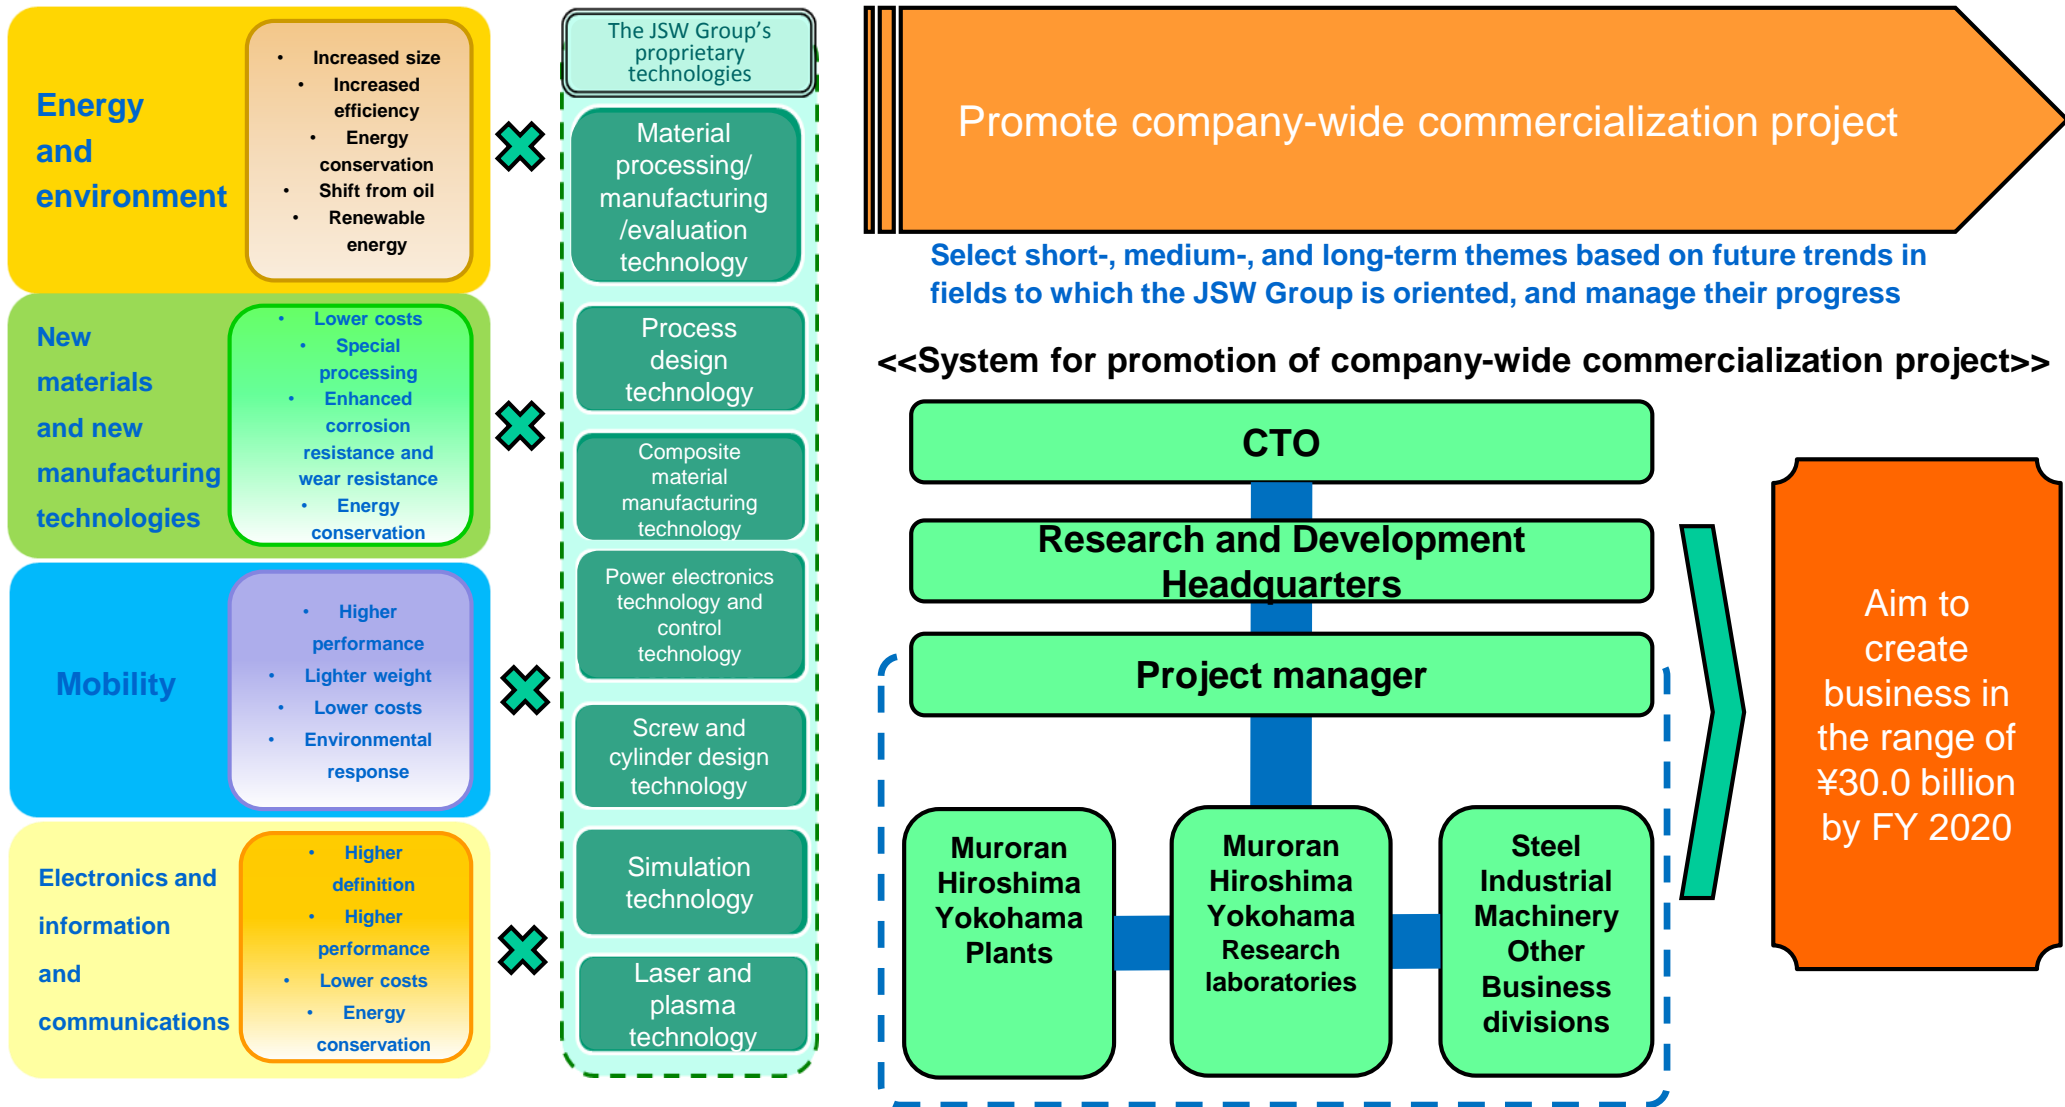 Energy
and
environment
• Increased size
• Increased
efficiency
• Energy
conservation
• Shift from oil
• Renewable
energy
New
materials
and new
manufacturing
technologies
• Lower costs
• Special
processing
• Enhanced
corrosion
resistance and
wear resistance
• Energy
conservation
Mobility
• Higher
performance
• Lighter weight
• Lower costs
• Environmental
response
Electronics and
information
and
communications
• Higher
definition
• Higher
performance
• Lower costs
• Energy
conservation
The JSW Group's
proprietary
technologies
Material
processing/
manufacturing
/evaluation
technology
Process
design
technology
Composite
material
manufacturing
technology
Power electronics
technology and
control
technology
Screw and
cylinder design
technology
Simulation
technology
Laser and
plasma
technology
Promote company-wide commercialization project
Select short-, medium-, and long-term themes based on future trends in
fields to which the JSW Group is oriented, and manage their progress
<<System for promotion of company-wide commercialization project>>
CTO
Research and Development
Headquarters
Project manager
Muroran
Hiroshima
Yokohama
Plants
Muroran
Hiroshima
Yokohama
Research
laboratories
Steel
Industrial
Machinery
Other
Business
divisions
Aim to
create
business in
the range of
¥30.0 billion
by FY 2020